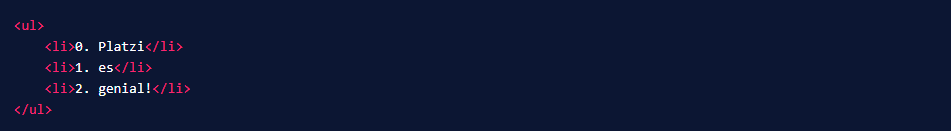 <ul>
    <li>0. Platzi</li>
    <li>1. es</li>
    <li>2. genial!</li>
</ul>